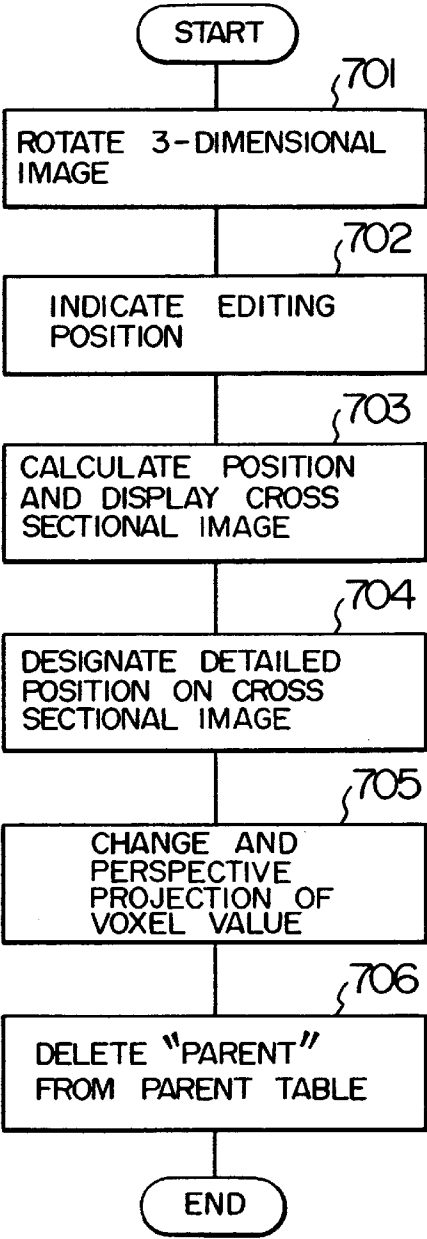 START
701
ROTATE 3-DIMENSIONAL
IMAGE
702
INDICATE EDITING
POSITION
703
CALCULATE POSITION
AND DISPLAY CROSS
SECTIONAL IMAGE
704
DESIGNATE DETAILED
POSITION ON CROSS
SECTIONAL IMAGE
705
CHANGE AND
PERSPECTIVE
PROJECTION OF
VOXEL VALUE
706
DELETE "PARENT"
FROM PARENT TABLE
END